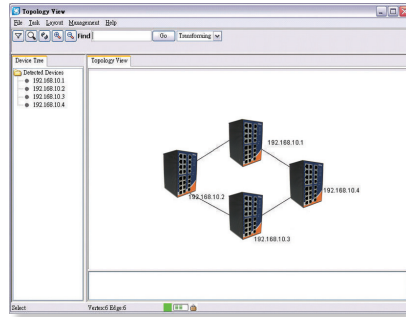 Topology View
File Task Layout Management Help
Find Go Transforming
Device Tree
Topology View
Detected Devices
192.168.10.1
192.168.10.2
192.168.10.3
192.168.10.4
192.168.10.1
192.168.10.2
192.168.10.4
192.168.10.3
Select Vertex:6 Edge:6